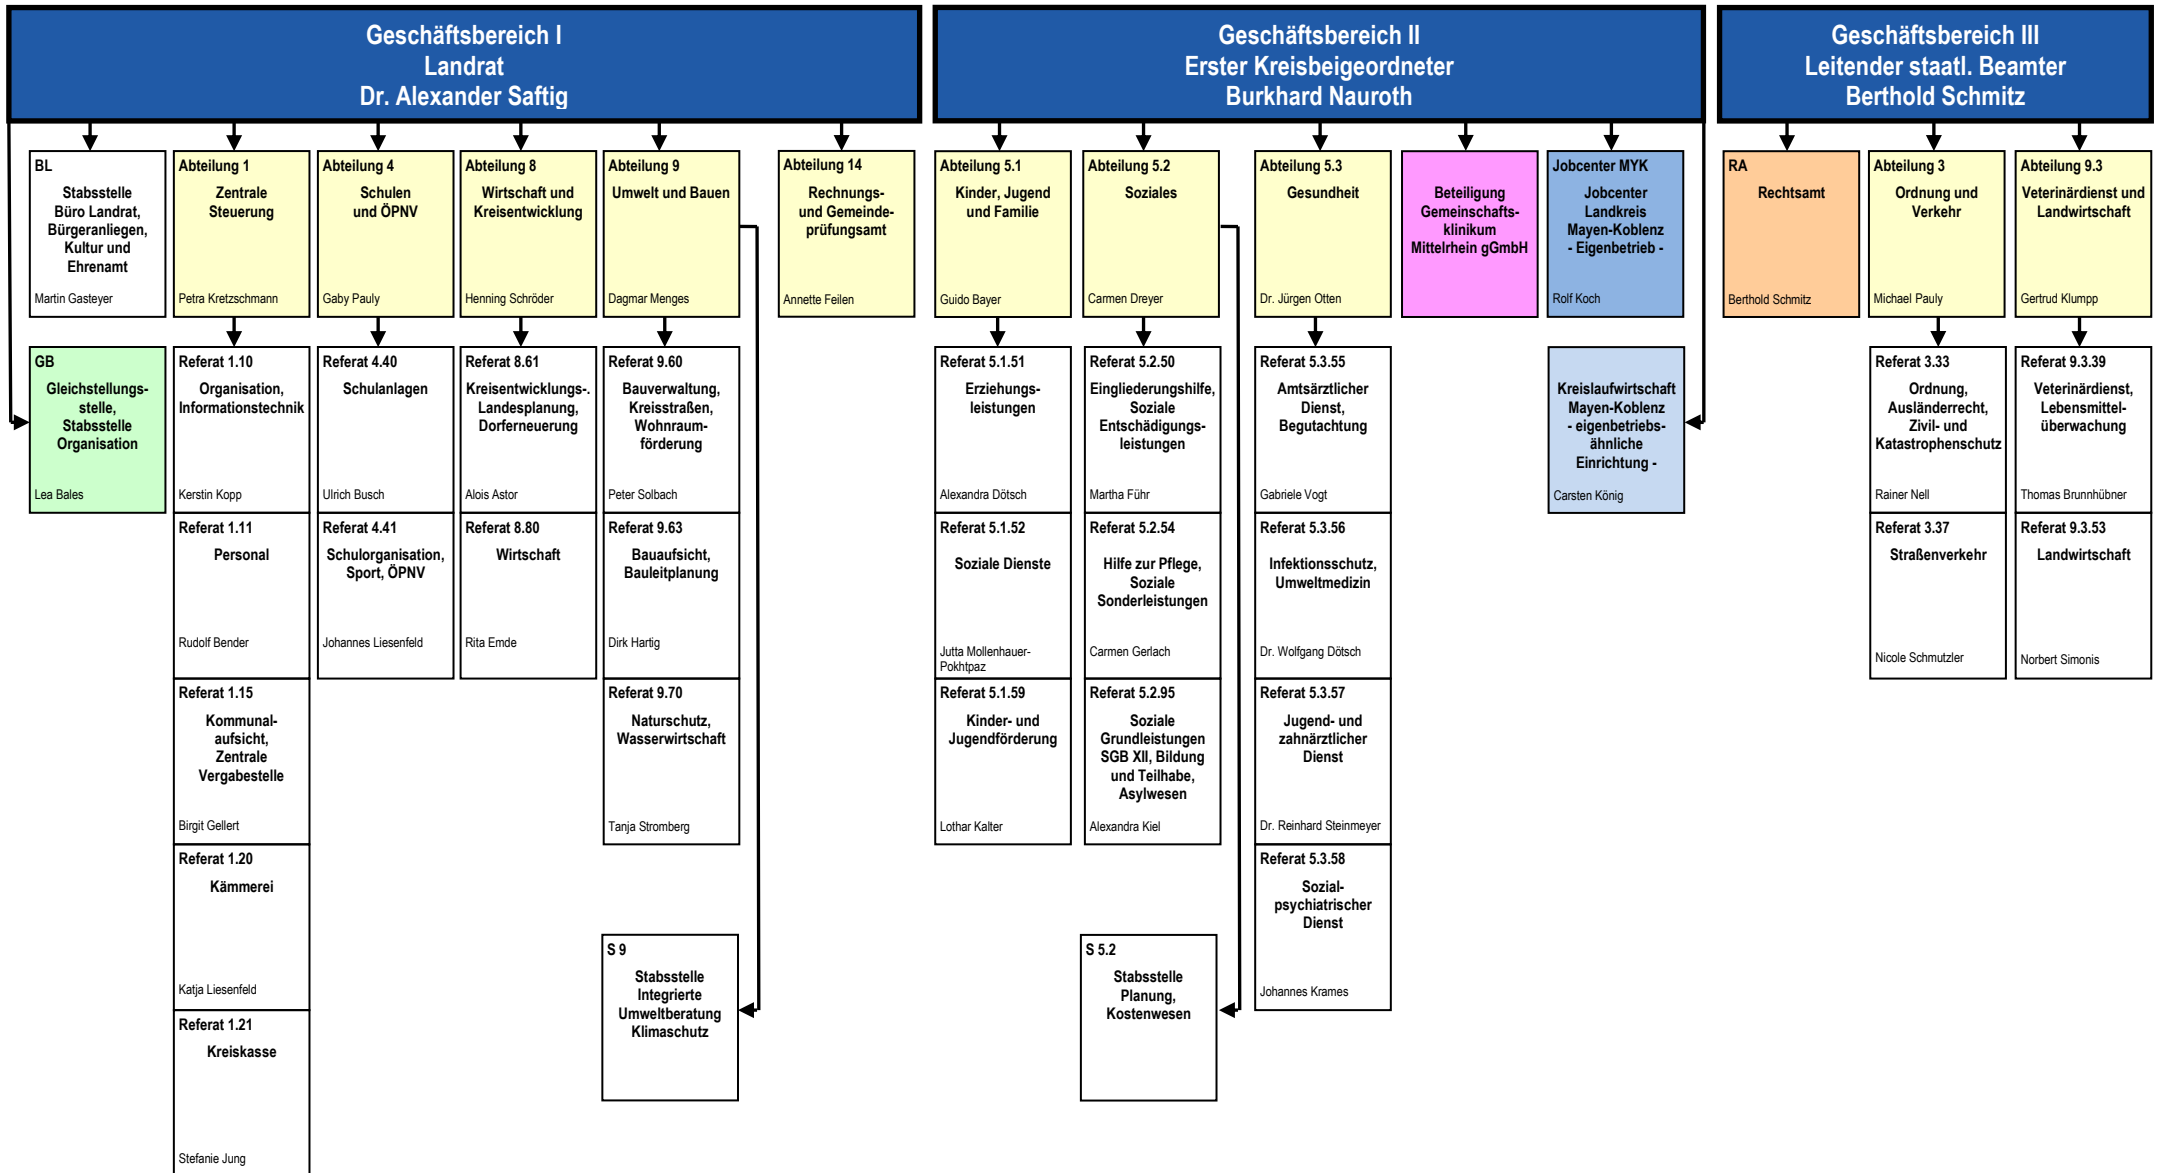 Geschäftsbereich I
Landrat
Dr. Alexander Saftig
Geschäftsbereich II
Erster Kreisbeigeordneter
Burkhard Nauroth
Geschäftsbereich III
Leitender staatl. Beamter
Berthold Schmitz
BL
Stabsstelle
Büro Landrat,
Bürgeranliegen,
Kultur und
Ehrenamt
Martin Gasteyer
Abteilung 1
Zentrale
Steuerung
Petra Kretzschmann
Abteilung 4
Schulen
und ÖPNV
Gaby Pauly
Abteilung 8
Wirtschaft und
Kreisentwicklung
Henning Schröder
Abteilung 9
Umwelt und Bauen
Dagmar Menges
Abteilung 14
Rechnungs-
und Gemeinde-
prüfungsamt
Annette Feilen
Abteilung 5.1
Kinder, Jugend
und Familie
Guido Bayer
Abteilung 5.2
Soziales
Carmen Dreyer
Abteilung 5.3
Gesundheit
Dr. Jürgen Otten
Beteiligung
Gemeinschafts-
klinikum
Mittelrhein gGmbH
Jobcenter MYK
Jobcenter
Landkreis
Mayen-Koblenz
- Eigenbetrieb -
Rolf Koch
RA
Rechtsamt
Berthold Schmitz
Abteilung 3
Ordnung und
Verkehr
Michael Pauly
Abteilung 9.3
Veterinärdienst und
Landwirtschaft
Gertrud Klumpp
GB
Gleichstellungs-
stelle,
Stabsstelle
Organisation
Lea Bales
Referat 1.10
Organisation,
Informationstechnik
Kerstin Kopp
Referat 4.40
Schulanlagen
Ulrich Busch
Referat 8.61
Kreisentwicklungs-.
Landesplanung,
Dorferneuerung
Alois Astor
Referat 9.60
Bauverwaltung,
Kreisstraßen,
Wohnraum-
förderung
Peter Solbach
Referat 5.1.51
Erziehungs-
leistungen
Alexandra Dötsch
Referat 5.2.50
Eingliederungshilfe,
Soziale
Entschädigungs-
leistungen
Martha Führ
Referat 5.3.55
Amtsärztlicher
Dienst,
Begutachtung
Gabriele Vogt
Kreislaufwirtschaft
Mayen-Koblenz
- eigenbetriebs-
ähnliche
Einrichtung -
Carsten König
Referat 3.33
Ordnung,
Ausländerrecht,
Zivil- und
Katastrophenschutz
Rainer Nell
Referat 9.3.39
Veterinärdienst,
Lebensmittel-
überwachung
Thomas Brunnhübner
Referat 1.11
Personal
Rudolf Bender
Referat 4.41
Schulorganisation,
Sport, ÖPNV
Johannes Liesenfeld
Referat 8.80
Wirtschaft
Rita Emde
Referat 9.63
Bauaufsicht,
Bauleitplanung
Dirk Hartig
Referat 5.1.52
Soziale Dienste
Jutta Mollenhauer-
Pokhtpaz
Referat 5.2.54
Hilfe zur Pflege,
Soziale
Sonderleistungen
Carmen Gerlach
Referat 5.3.56
Infektionsschutz,
Umweltmedizin
Dr. Wolfgang Dötsch
Referat 3.37
Straßenverkehr
Nicole Schmutzler
Referat 9.3.53
Landwirtschaft
Norbert Simonis
Referat 1.15
Kommunal-
aufsicht,
Zentrale
Vergabestelle
Birgit Gellert
Referat 9.70
Naturschutz,
Wasserwirtschaft
Tanja Stromberg
Referat 5.1.59
Kinder- und
Jugendförderung
Lothar Kalter
Referat 5.2.95
Soziale
Grundleistungen
SGB XII, Bildung
und Teilhabe,
Asylwesen
Alexandra Kiel
Referat 5.3.57
Jugend- und
zahnärztlicher
Dienst
Dr. Reinhard Steinmeyer
Referat 1.20
Kämmerei
Katja Liesenfeld
Referat 5.3.58
Sozial-
psychiatrischer
Dienst
Johannes Krames
S 9
Stabsstelle
Integrierte
Umweltberatung
Klimaschutz
S 5.2
Stabsstelle
Planung,
Kostenwesen
Referat 1.21
Kreiskasse
Stefanie Jung